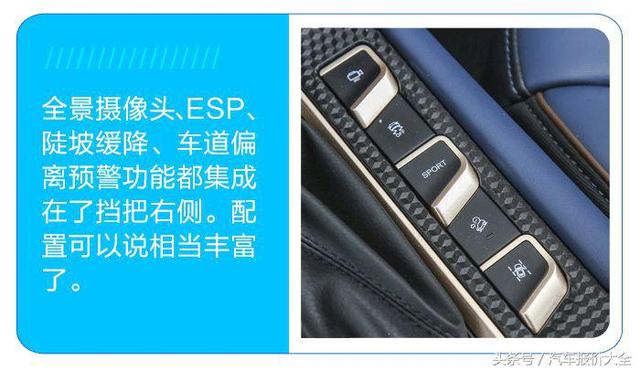 全景摄像头、ESP、
陡坡缓降、车道偏
离预警功能都集成
在了挡把右侧。配
置可以说相当丰富
了。
SPORT
头条号/汽车报价大全